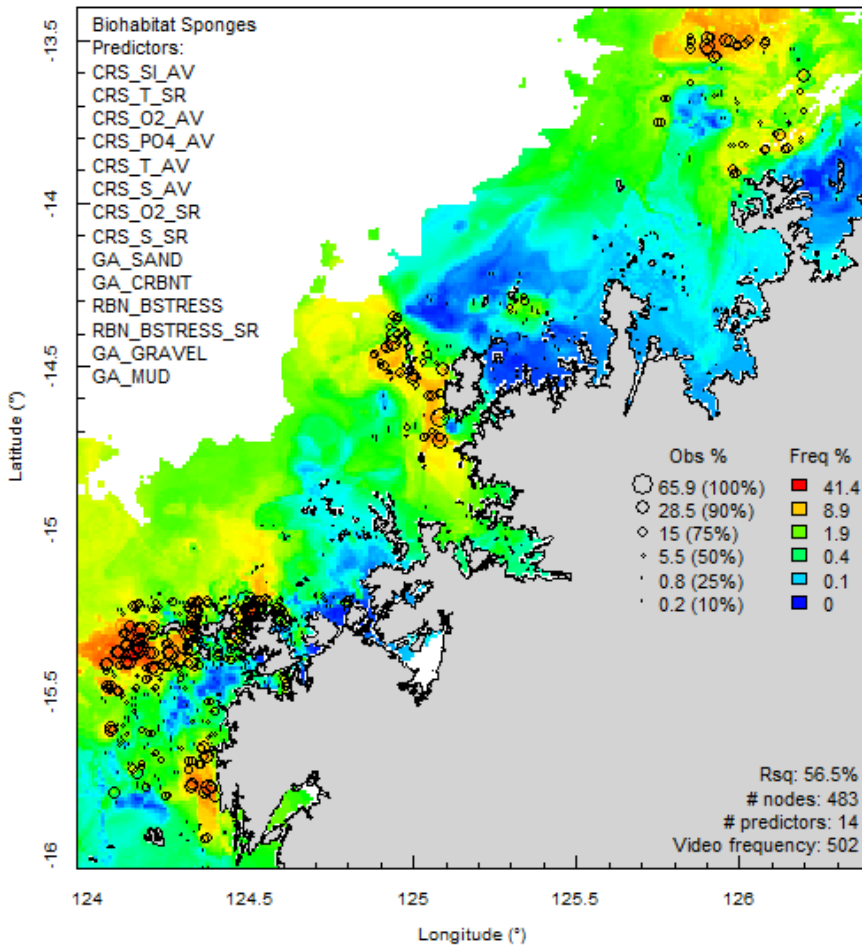 Biohabitat Sponges
Predictors:
CRS_SI_AV
CRS_T_SR
CRS_O2_AV
CRS_PO4_AV
CRS_T_AV
CRS_S_AV
CRS_O2_SR
CRS_S_SR
GA_SAND
GA_CRBNT
RBN_BSTRESS
RBN_BSTRESS_SR
GA_GRAVEL
GA_MUD
-13.5
-14
-14.5
-15
-15.5
-16
Latitude (°)
Obs % Freq %
65.9 (100%) 41.4
28.5 (90%) 8.9
15 (75%) 1.9
5.5 (50%) 0.4
0.8 (25%) 0.1
0.2 (10%) 0
Rsq: 56.5%
# nodes: 483
# predictors: 14
Video frequency: 502
124 124.5 125 125.5 126
Longitude (°)